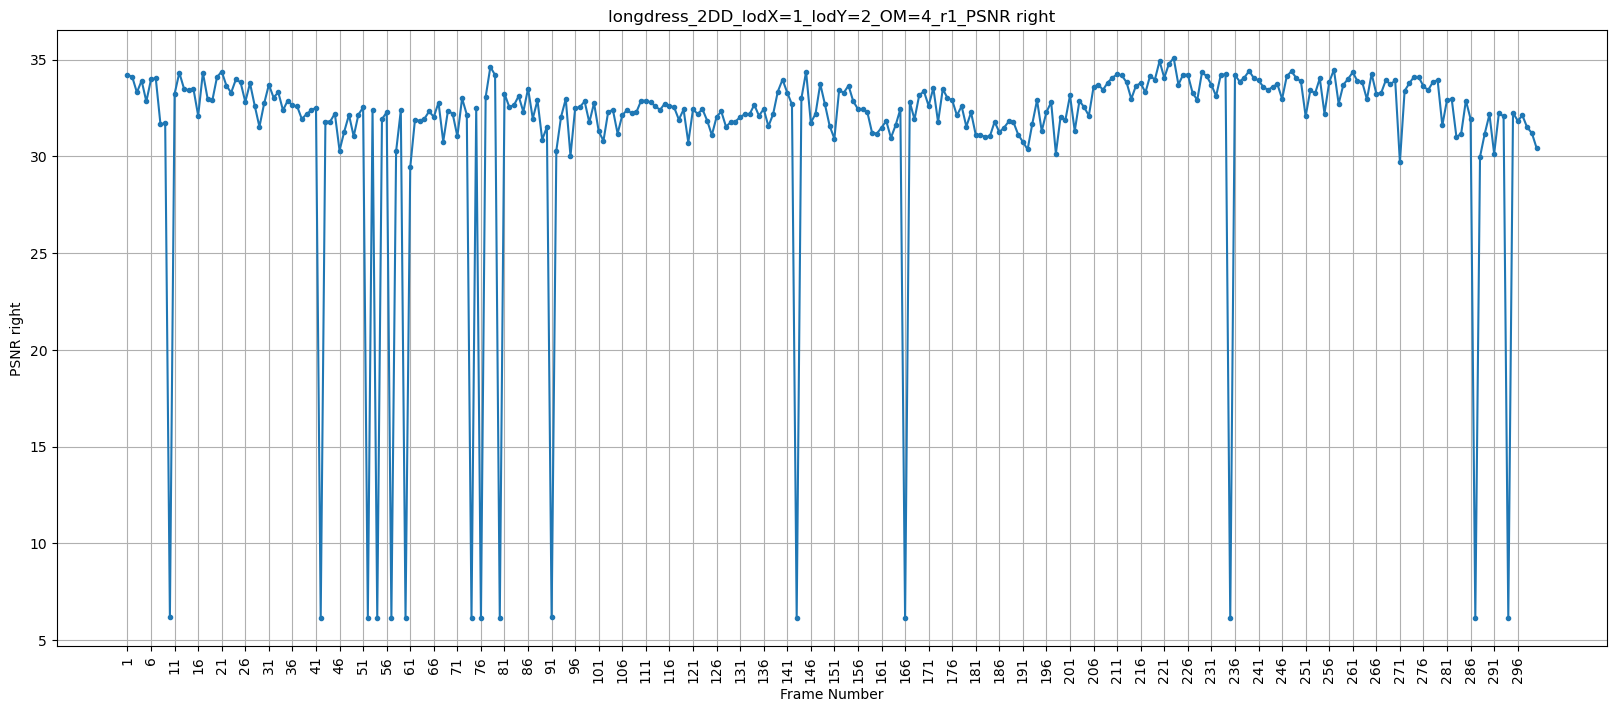 longdress_2DD_lodX=1_lodY=2_OM=4_r1_PSNR right
PSNR right
35
30
25
20
15
10
5
1 6 11 16 21 26 31 36 41 46 51 56 61 66 71 76 81 86 91 96 101 106 111 116 121 126 131 136 141 146 151 156 161 166 171 176 181 186 191 196 201 206 211 216 221 226 231 236 241 246 251 256 261 266 271 276 281 286 291 296
Frame Number